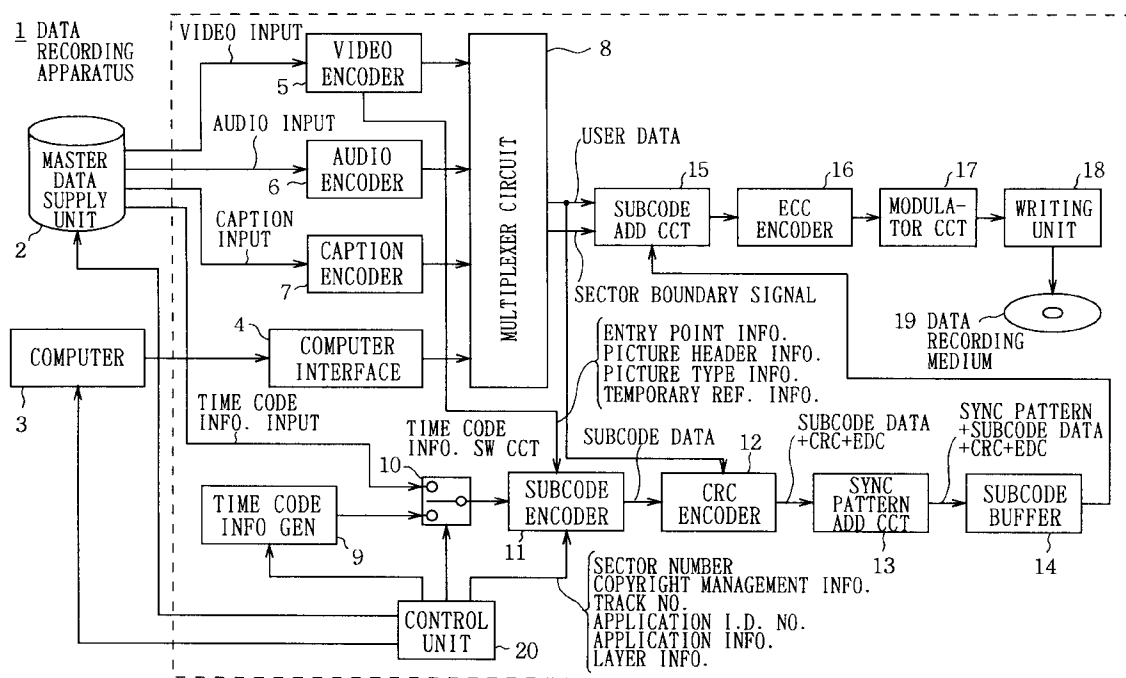 1 DATA
RECORDING
APPARATUS
VIDEO INPUT
VIDEO
ENCODER
5
8
AUDIO INPUT
MASTER
DATA
SUPPLY
UNIT
2
AUDIO
ENCODER
6
CAPTION
INPUT
CAPTION
ENCODER
7
MULTIPLEXER CIRCUIT
USER DATA
15
SUBCODE
ADD CCT
16
ECC
ENCODER
17
MODULA-
TOR CCT
18
WRITING
UNIT
SECTOR BOUNDARY SIGNAL
19 DATA
RECORDING
MEDIUM
COMPUTER
3
4
COMPUTER
INTERFACE
ENTRY POINT INFO.
PICTURE HEADER INFO.
PICTURE TYPE INFO.
TEMPORARY REF. INFO.
TIME CODE
INFO. INPUT
TIME CODE
INFO. SW CCT
10
SUBCODE DATA
12
SUBCODE DATA
+CRC+EDC
SYNC PATTERN
+SUBCODE DATA
+CRC+EDC
TIME CODE
INFO GEN
9
SUBCODE
ENCODER
11
CRC
ENCODER
SYNC
PATTERN
ADD CCT
13
SUBCODE
BUFFER
14
CONTROL
UNIT
20
SECTOR NUMBER
COPYRIGHT MANAGEMENT INFO.
TRACK NO.
APPLICATION I.D. NO.
APPLICATION INFO.
LAYER INFO.